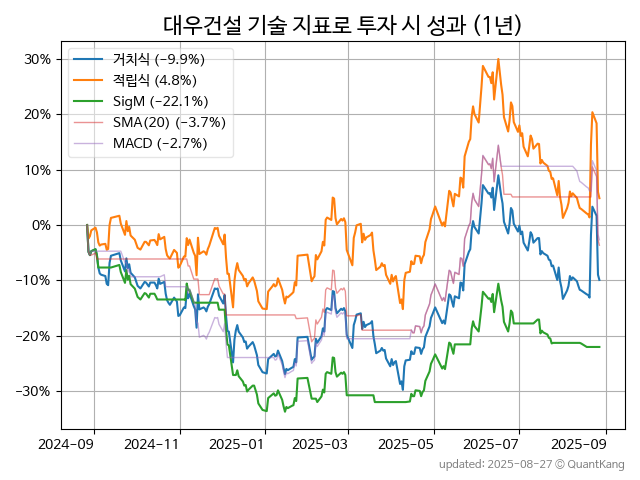 대우건설 기술 지표로 투자 시 성과 (1년)
거치식 (−9.9%)
적립식 (4.8%)
SigM (−22.1%)
SMA(20) (−3.7%)
MACD (−2.7%)
30%
20%
10%
0%
−10%
−20%
−30%
2024-09 2024-11 2025-01 2025-03 2025-05 2025-07 2025-09
updated: 2025-08-27 © QuantKang